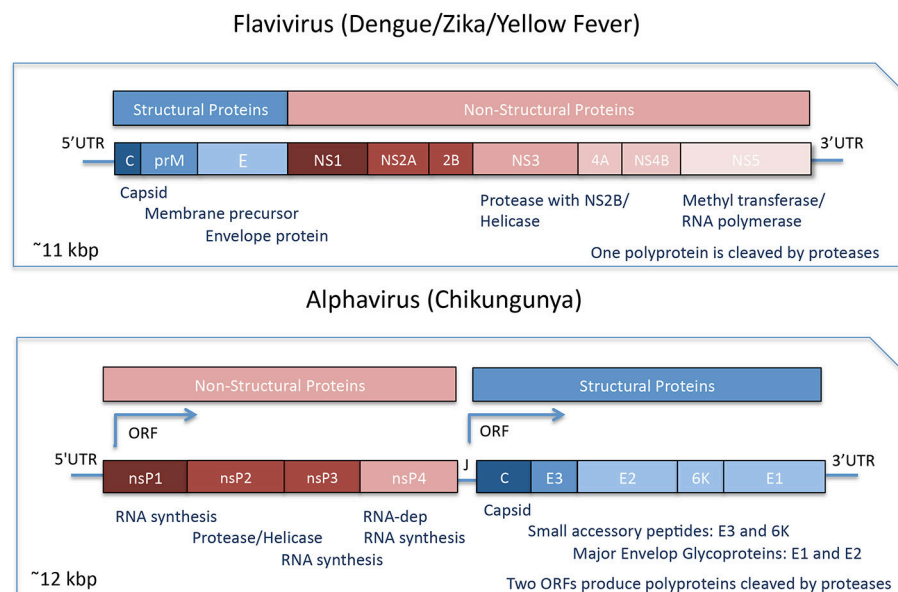 Flavivirus (Dengue/Zika/Yellow Fever)
Structural Proteins
Non-Structural Proteins
5’UTR
C
prM
E
NS1
NS2A
2B
NS3
4A
NS4B
NS5
3’UTR
Capsid
Membrane precursor
Envelope protein
Protease with NS2B/
Helicase
Methyl transferase/
RNA polymerase
~11 kbp
One polyprotein is cleaved by proteases
Alphavirus (Chikungunya)
Non-Structural Proteins
Structural Proteins
ORF
ORF
5'UTR
nsP1
nsP2
nsP3
nsP4
J
C
E3
E2
6K
E1
3’UTR
RNA synthesis
Protease/Helicase
RNA synthesis
RNA-dep
RNA synthesis
Capsid
Small accessory peptides: E3 and 6K
Major Envelop Glycoproteins: E1 and E2
~12 kbp
Two ORFs produce polyproteins cleaved by proteases